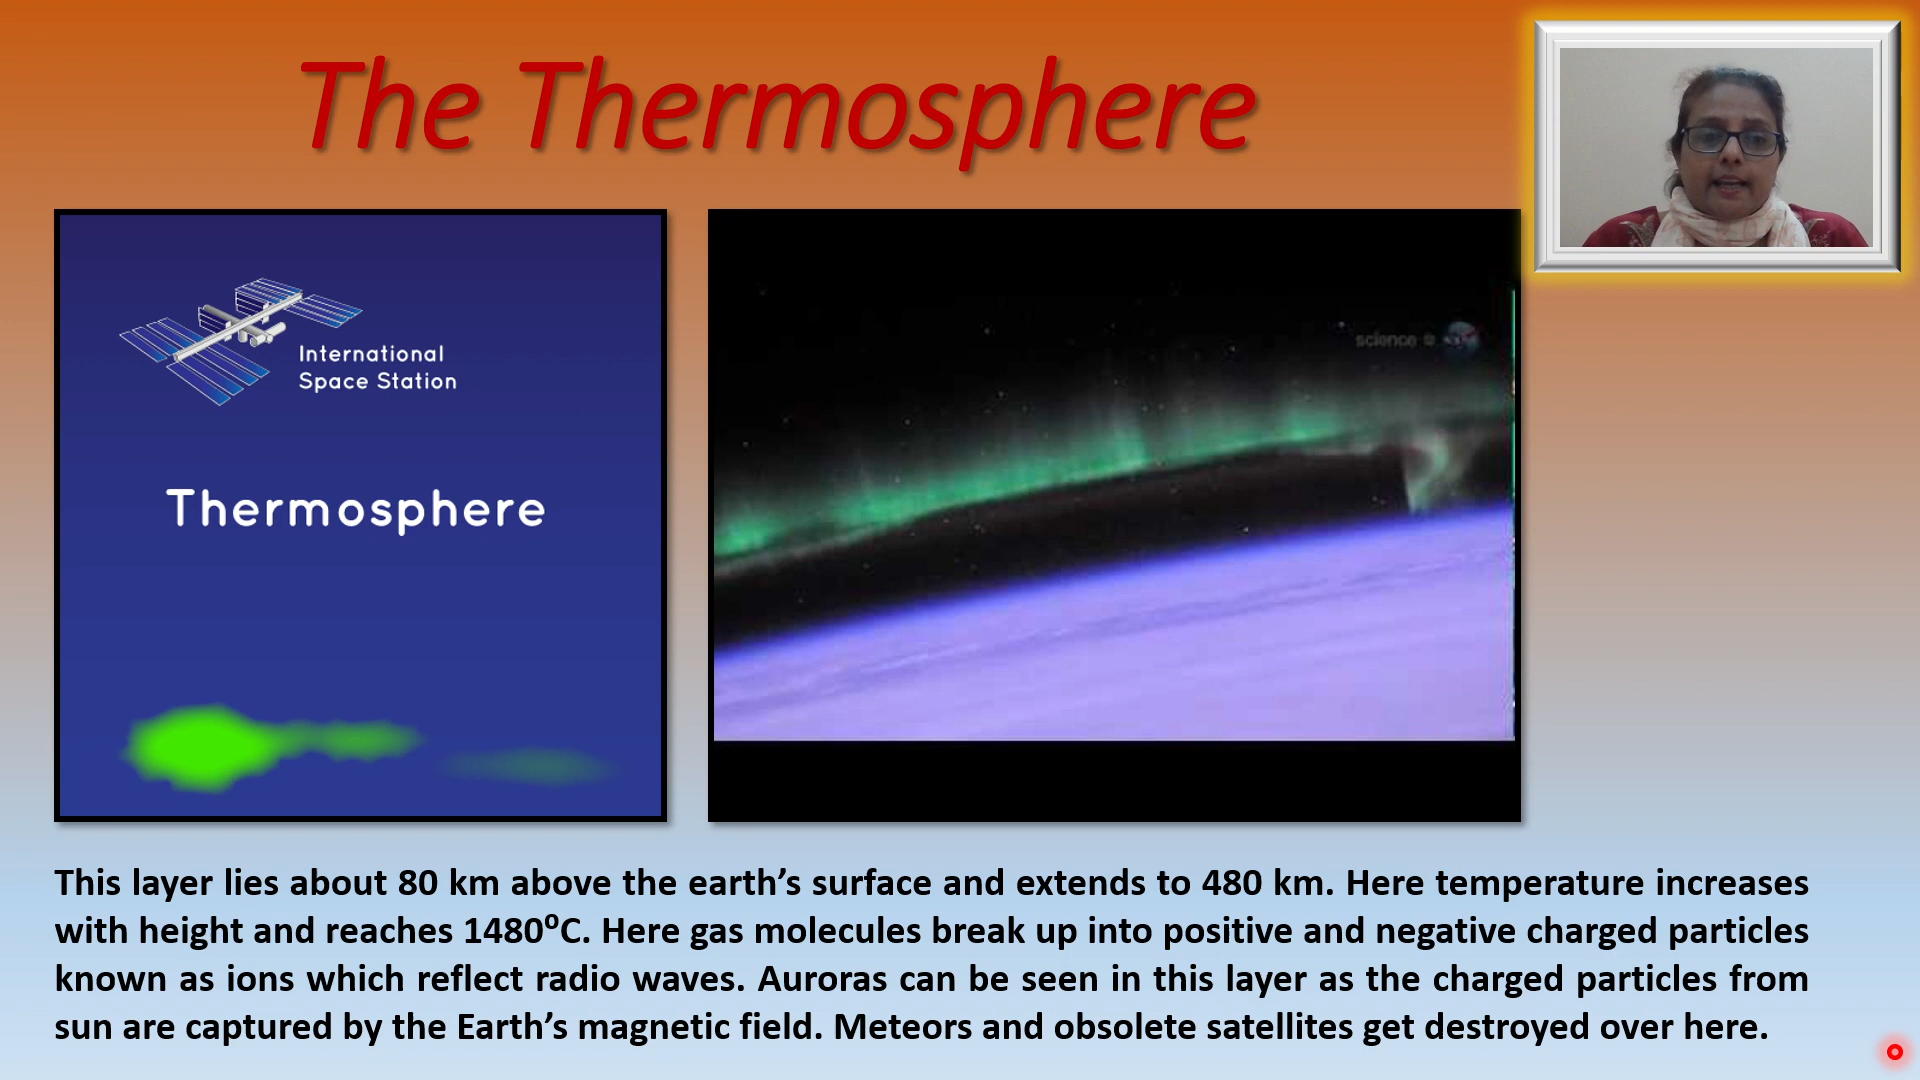 The Thermosphere
International
Space Station
Thermosphere
science @
This layer lies about 80 km above the earth’s surface and extends to 480 km. Here temperature increases
with height and reaches 1480⁰C. Here gas molecules break up into positive and negative charged particles
known as ions which reflect radio waves. Auroras can be seen in this layer as the charged particles from
sun are captured by the Earth’s magnetic field. Meteors and obsolete satellites get destroyed over here.